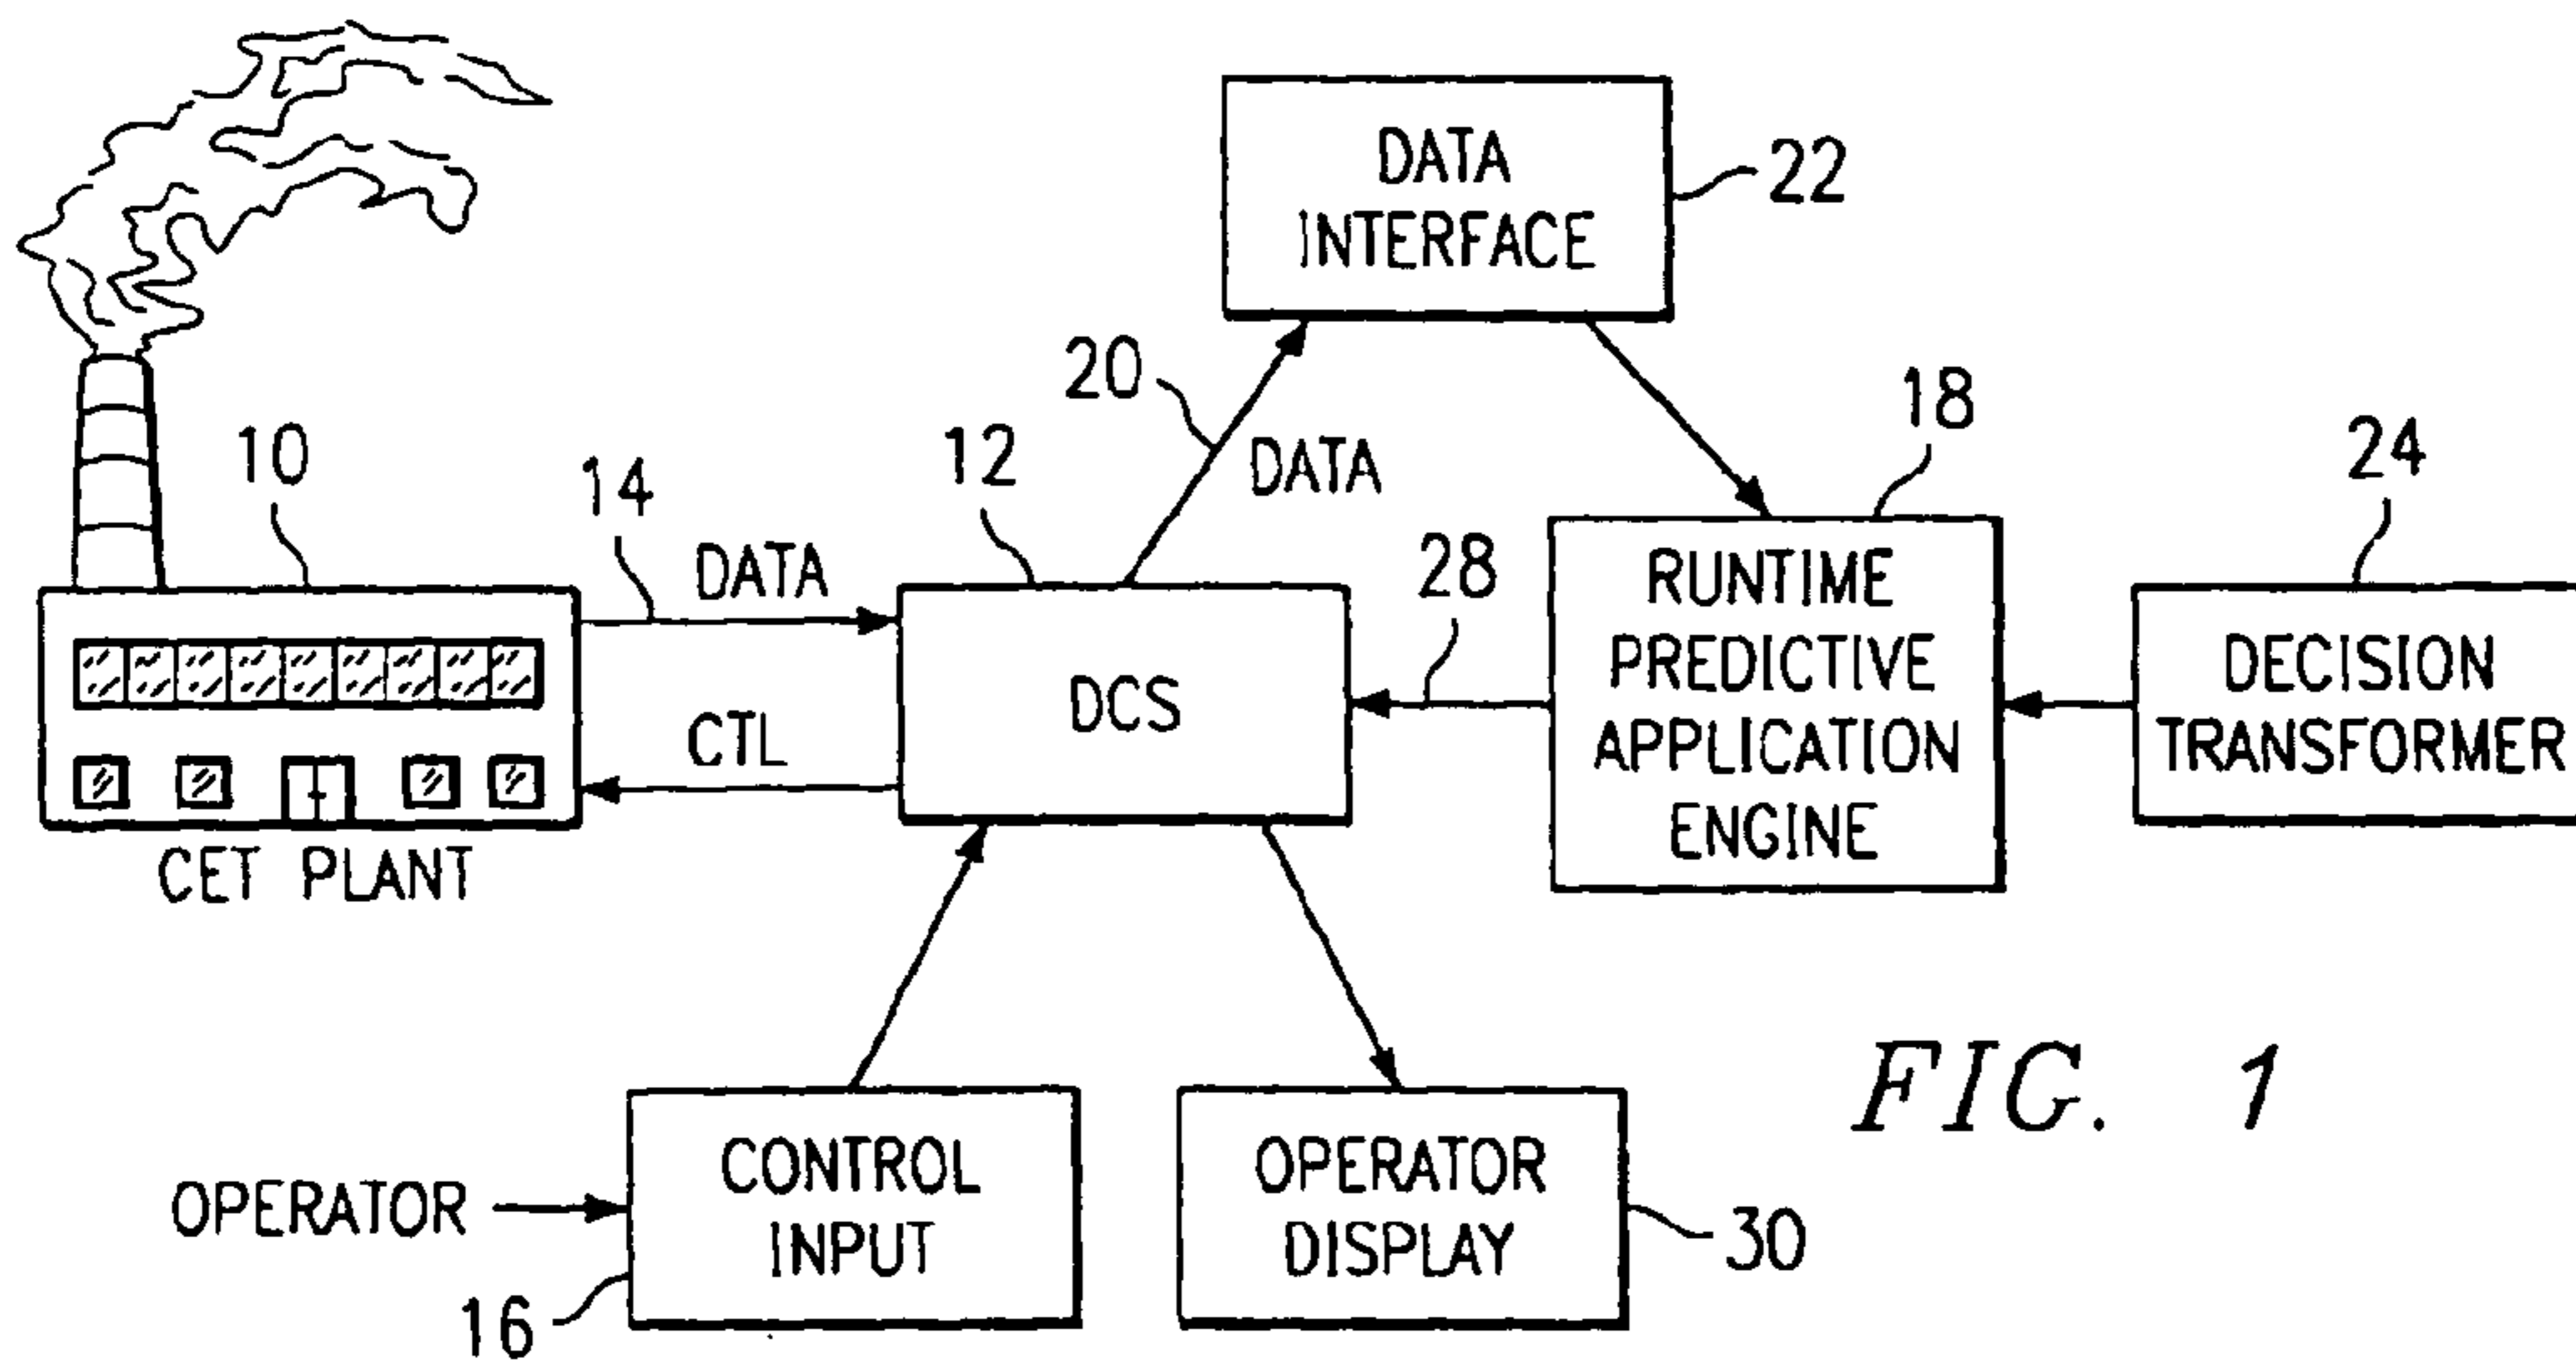 DATA
INTERFACE
22
20
DATA
18
24
10
14
DATA
12
28
RUNTIME
PREDICTIVE
APPLICATION
ENGINE
DECISION
TRANSFORMER
DCS
CTL
CET PLANT
FIG. 1
OPERATOR
CONTROL
INPUT
16
OPERATOR
DISPLAY
30